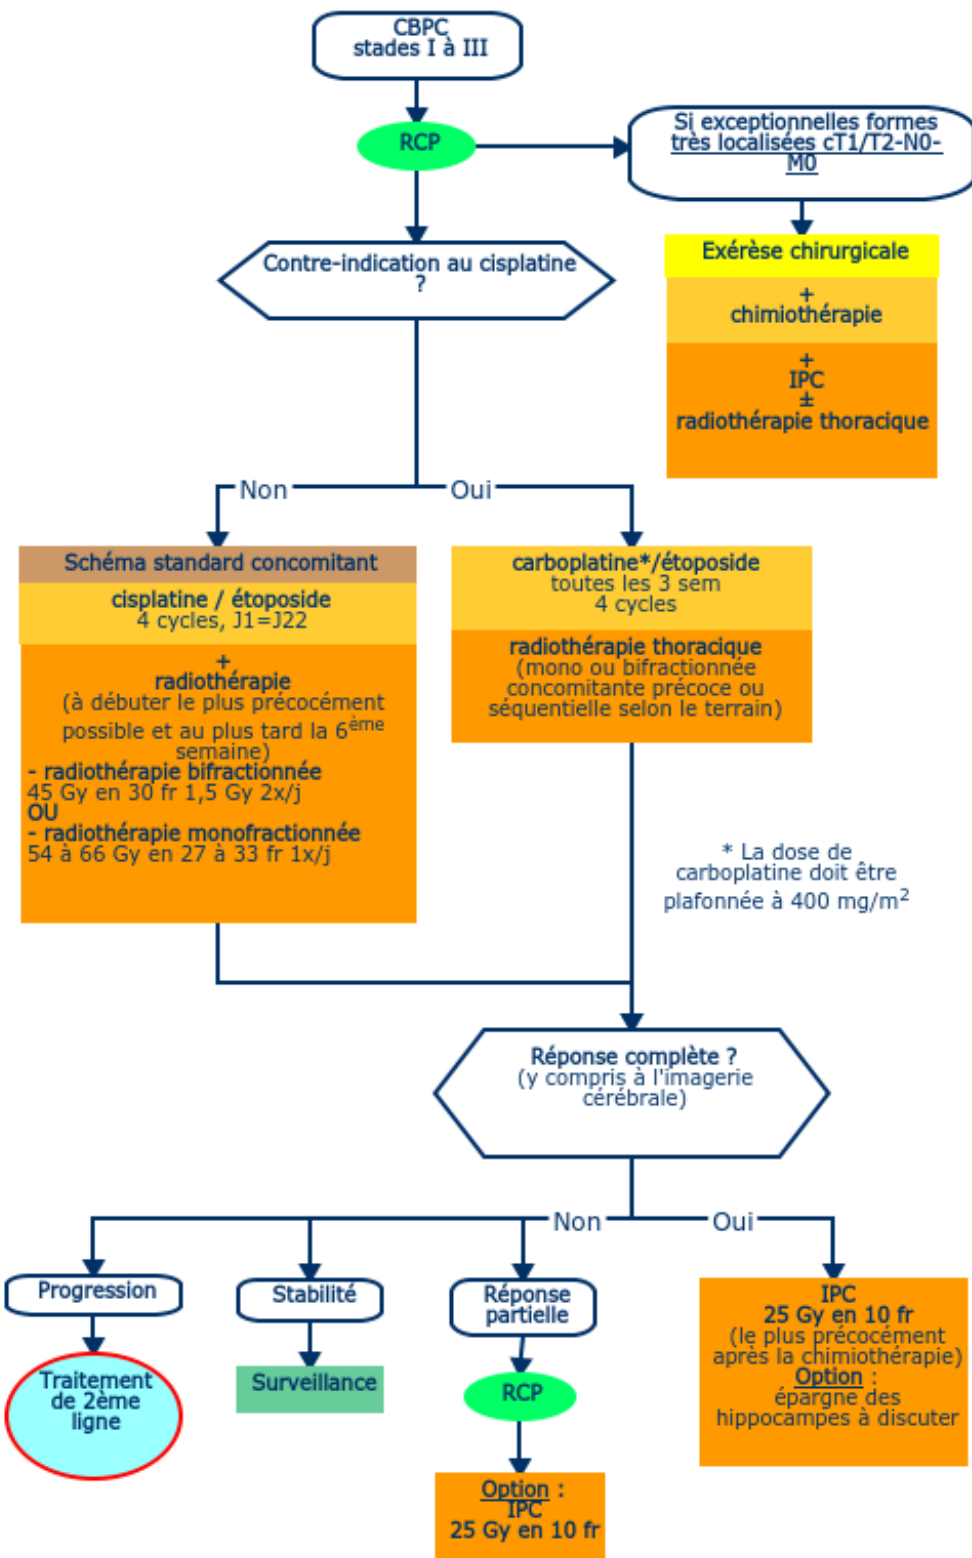 CBPC
stades I à III
RCP
Si exceptionnelles formes
très localisées cT1/T2-N0-
M0
Exérèse chirurgicale
+
chimiothérapie
+
IPC
±
radiothérapie thoracique
Contre-indication au cisplatine
?
Non
Oui
Schéma standard concomitant
cisplatine / étoposide
4 cycles, J1=J22
+
radiothérapie
(à débuter le plus précocément
possible et au plus tard la 6ème
semaine)
- radiothérapie bifractionnée
45 Gy en 30 fr 1,5 Gy 2x/j
OU
- radiothérapie monofractionnée
54 à 66 Gy en 27 à 33 fr 1x/j
carboplatine*/étoposide
toutes les 3 sem
4 cycles
radiothérapie thoracique
(mono ou bifractionnée
concomitante précoce ou
séquentielle selon le terrain)
* La dose de
carboplatine doit être
plafonnée à 400 mg/m2
Réponse complète ?
(y compris à l'imagerie
cérébrale)
Non
Oui
Progression
Traitement
de 2ème
ligne
Stabilité
Surveillance
Réponse
partielle
RCP
Option :
IPC
25 Gy en 10 fr
IPC
25 Gy en 10 fr
(le plus précocément
après la chimiothérapie)
Option :
épargne des
hippocampes à discuter